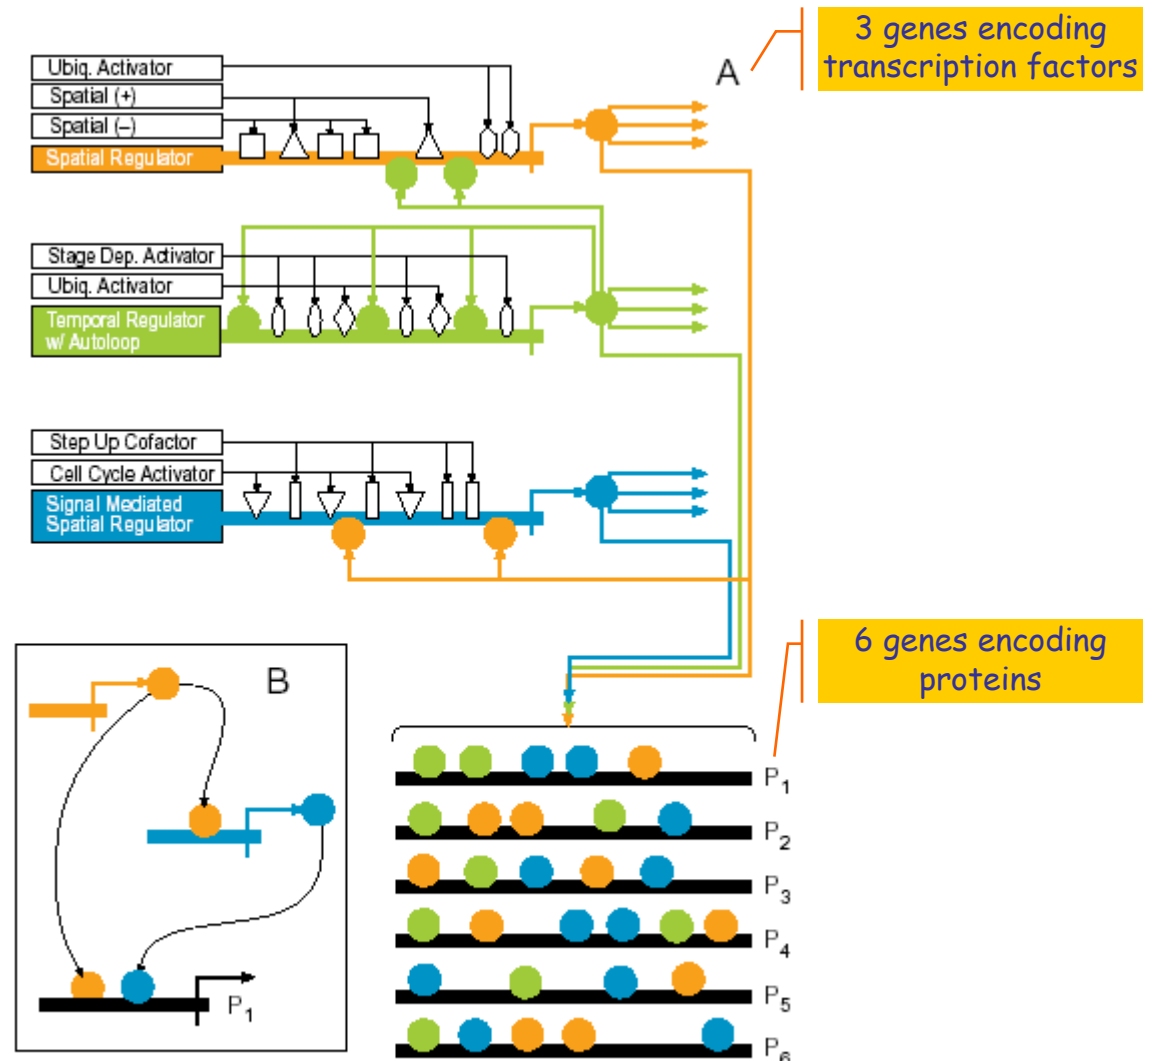 3 genes encoding
transcription factors
A
Ubiq. Activator
Spatial (+)
Spatial (–)
Spatial Regulator
Stage Dep. Activator
Ubiq. Activator
Temporal Regulator
w/ Autoloop
Step Up Cofactor
Cell Cycle Activator
Signal Mediated
Spatial Regulator
6 genes encoding
proteins
B
P1
P1
P2
P3
P4
P5
P6